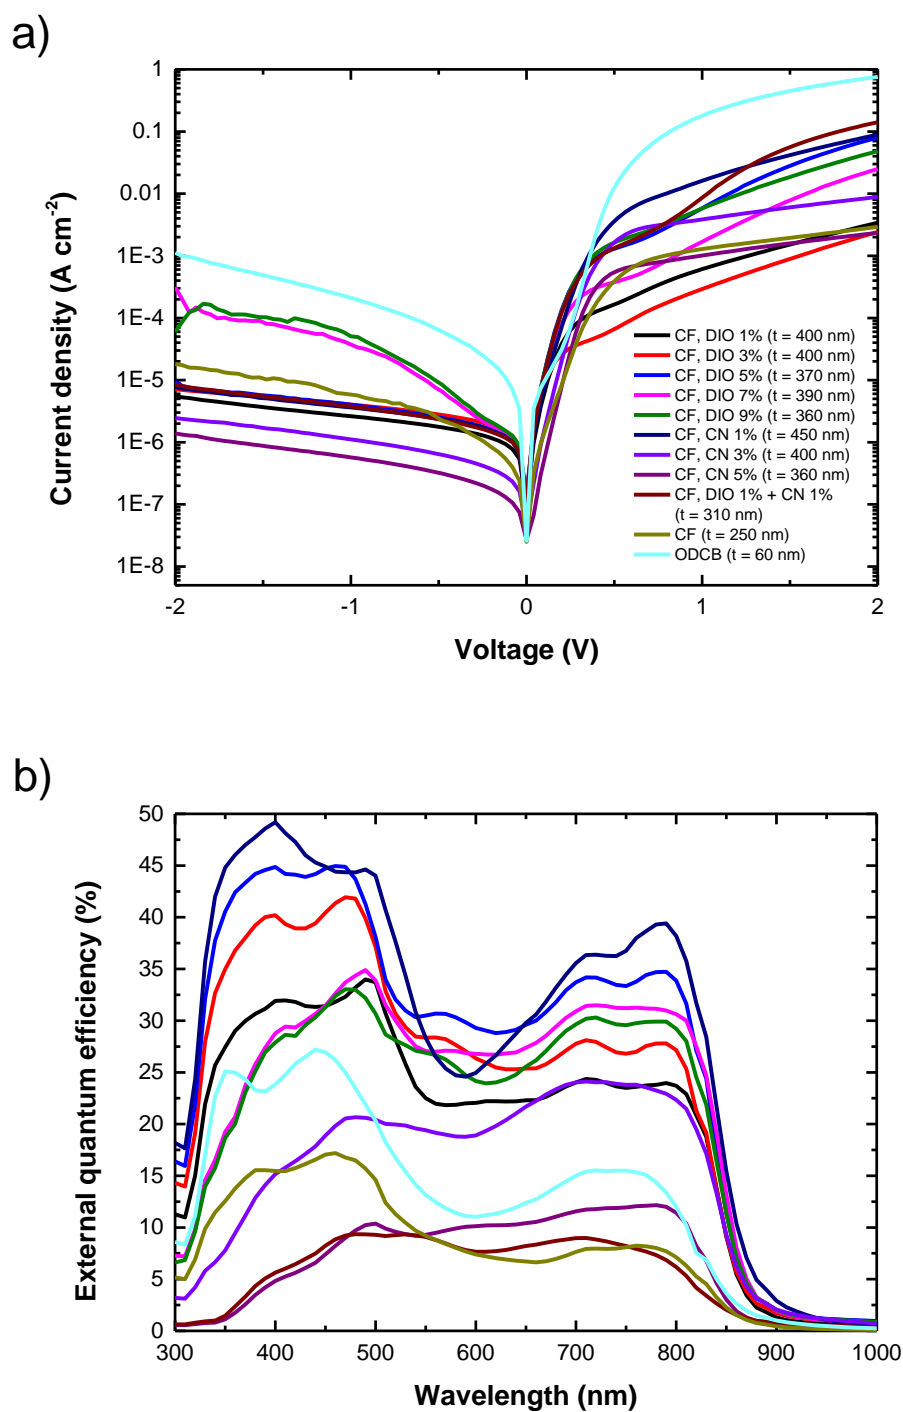 a)
1
0.1
0.01
1E-3
1E-4
1E-5
1E-6
1E-7
1E-8
Current density (A cm⁻²)
CF, DIO 1% (t = 400 nm)
CF, DIO 3% (t = 400 nm)
CF, DIO 5% (t = 370 nm)
CF, DIO 7% (t = 390 nm)
CF, DIO 9% (t = 360 nm)
CF, CN 1% (t = 450 nm)
CF, CN 3% (t = 400 nm)
CF, CN 5% (t = 360 nm)
CF, DIO 1% + CN 1%
(t = 310 nm)
CF (t = 250 nm)
ODCB (t = 60 nm)
-2 -1 0 1 2
Voltage (V)
b)
50
45
40
35
30
25
20
15
10
5
0
External quantum efficiency (%)
300 400 500 600 700 800 900 1000
Wavelength (nm)